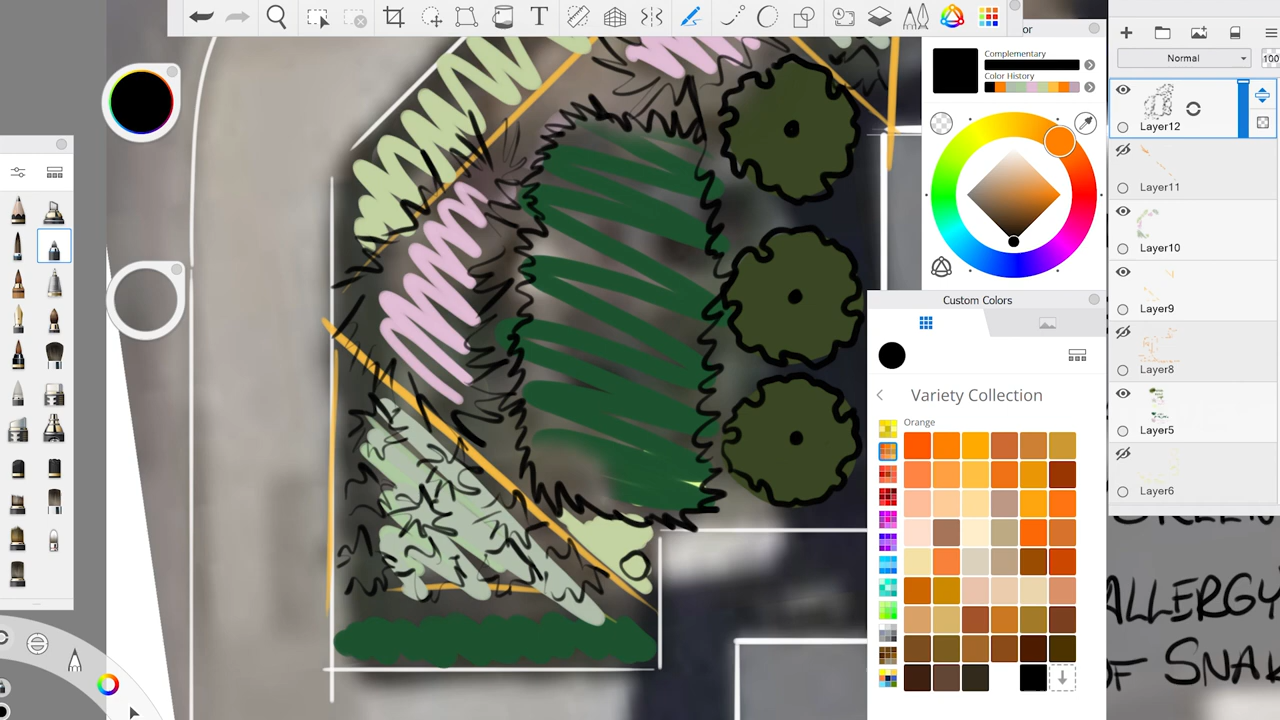 or
Complementary
Color History
Normal
100
Layer12
Layer11
Layer10
Layer9
Layer8
Layer5
Layer6
Custom Colors
Variety Collection
Orange
ALLERGY
OF SNA